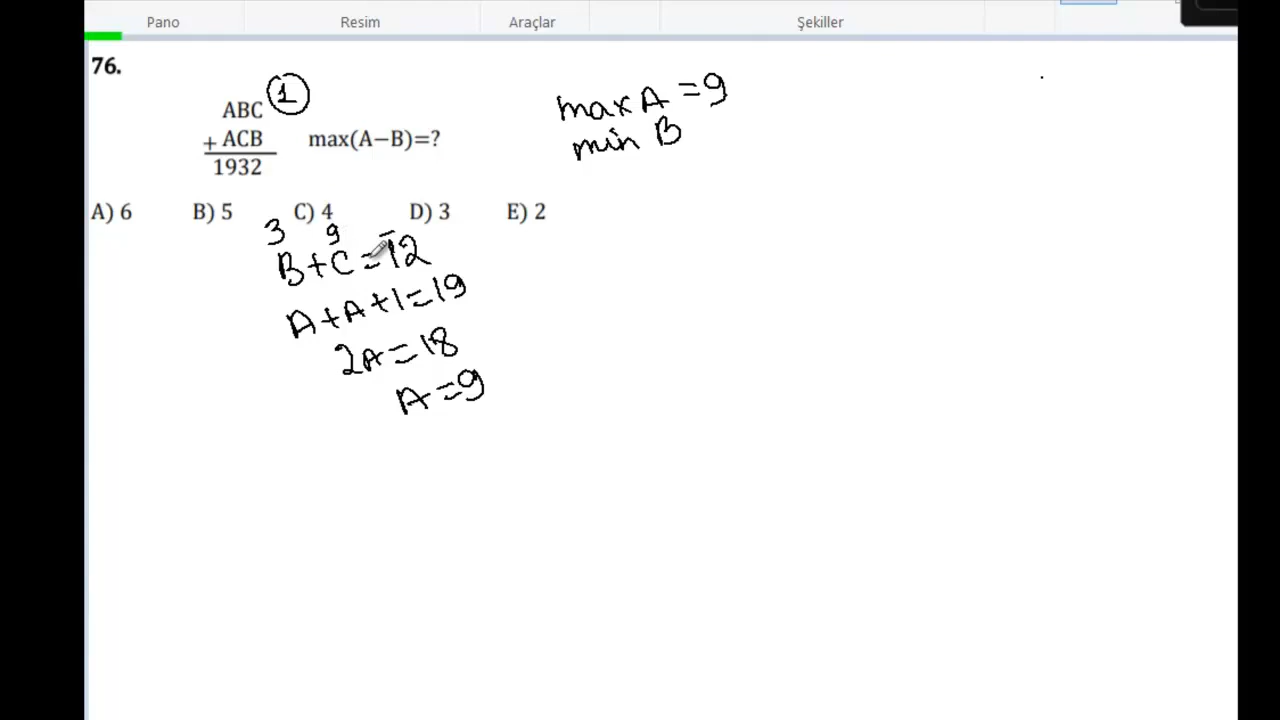 Pano Resim Araçlar Şekiller
76.
ABC 1
+ ACB max(A−B)=?
1932
max A = 9
min B
A) 6 B) 5 C) 4 D) 3 E) 2
3 9
B+C=12
A+A+1=19
2A=18
A=9